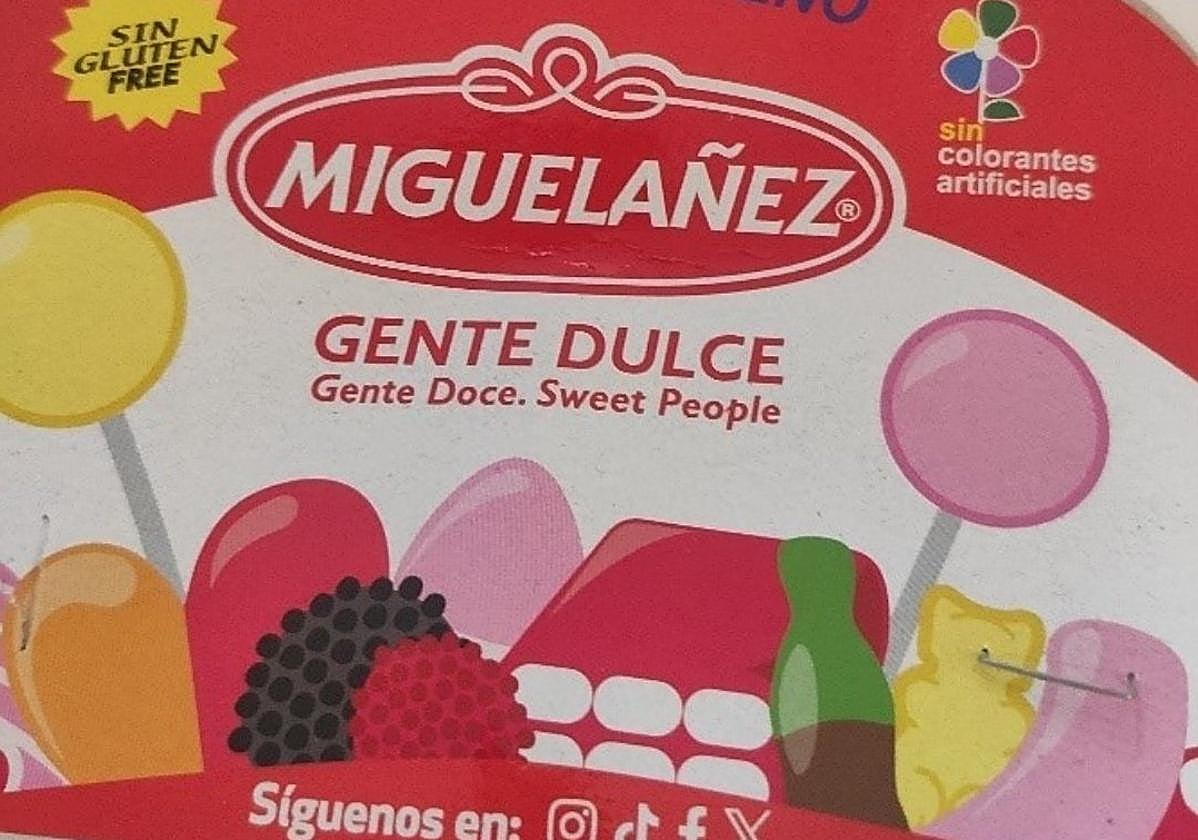 SIN
GLUTEN
FREE
MIGUELAÑEZ®
sin
colorantes
artificiales
GENTE DULCE
Gente Doce. Sweet People
Síguenos en: